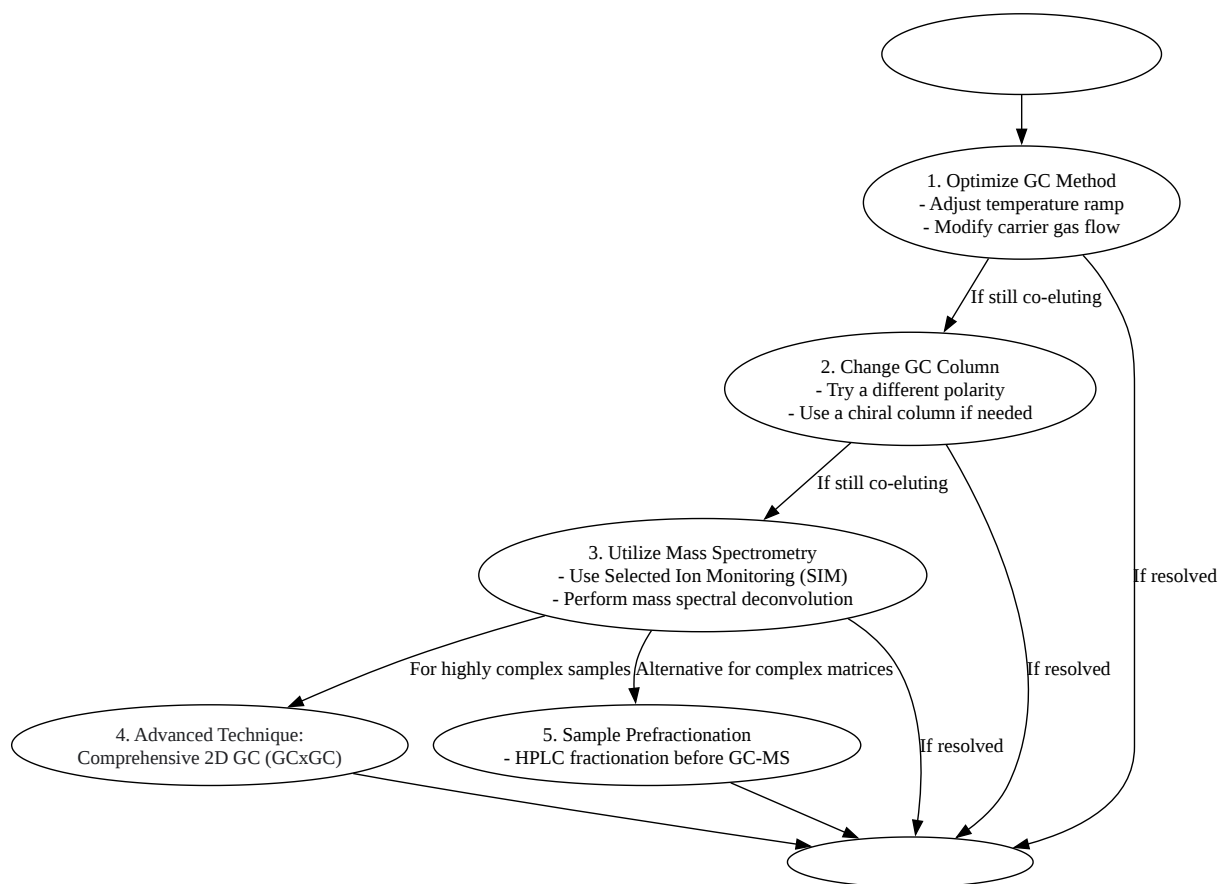 1. Optimize GC Method
- Adjust temperature ramp
- Modify carrier gas flow
If still co-eluting
2. Change GC Column
- Try a different polarity
- Use a chiral column if needed
If still co-eluting
3. Utilize Mass Spectrometry
- Use Selected Ion Monitoring (SIM)
- Perform mass spectral deconvolution
If resolved
For highly complex samples
Alternative for complex matrices
If resolved
4. Advanced Technique:
Comprehensive 2D GC (GCxGC)
5. Sample Prefractionation
- HPLC fractionation before GC-MS
If resolved